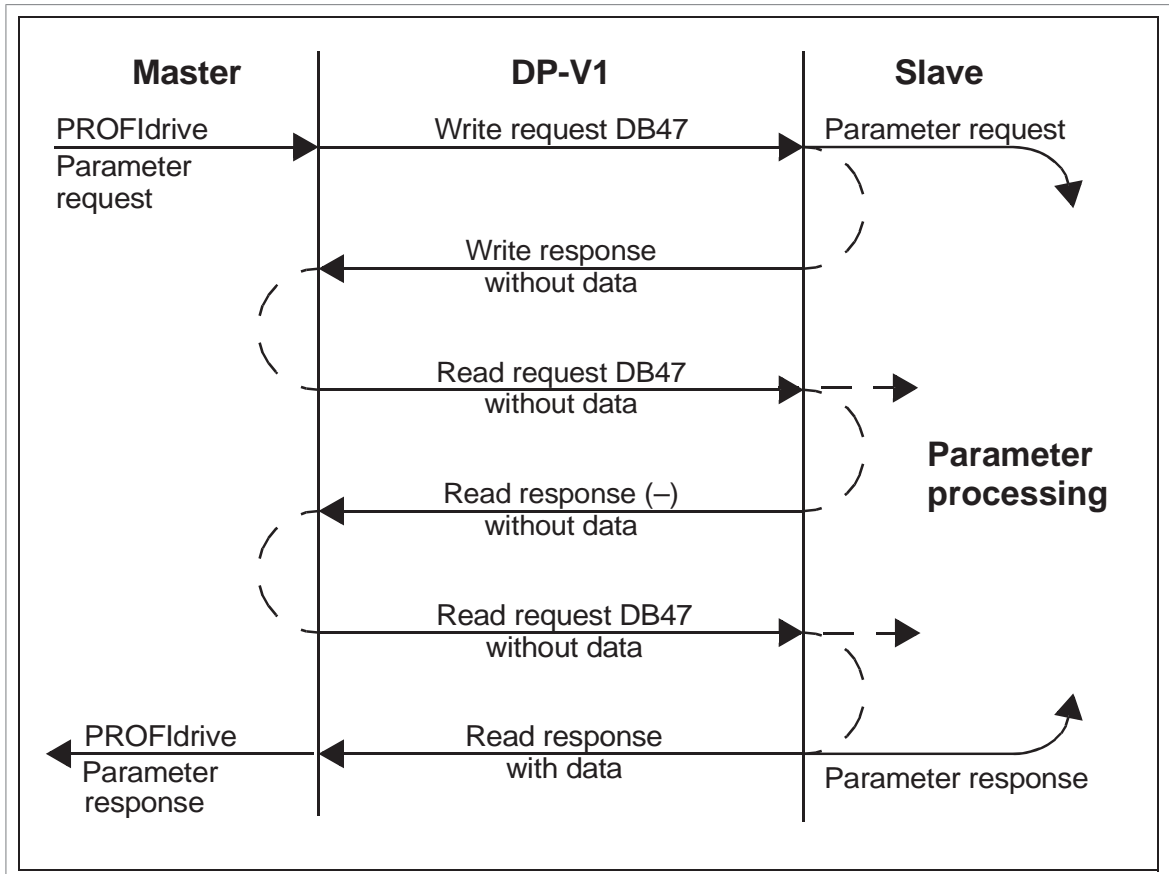 Master
DP-V1
Slave
PROFIdrive
Parameter
request
Write request DB47
Parameter request
Write response
without data
Read request DB47
without data
Read response (–)
without data
Parameter
processing
Read request DB47
without data
PROFIdrive
Parameter
response
Read response
with data
Parameter response